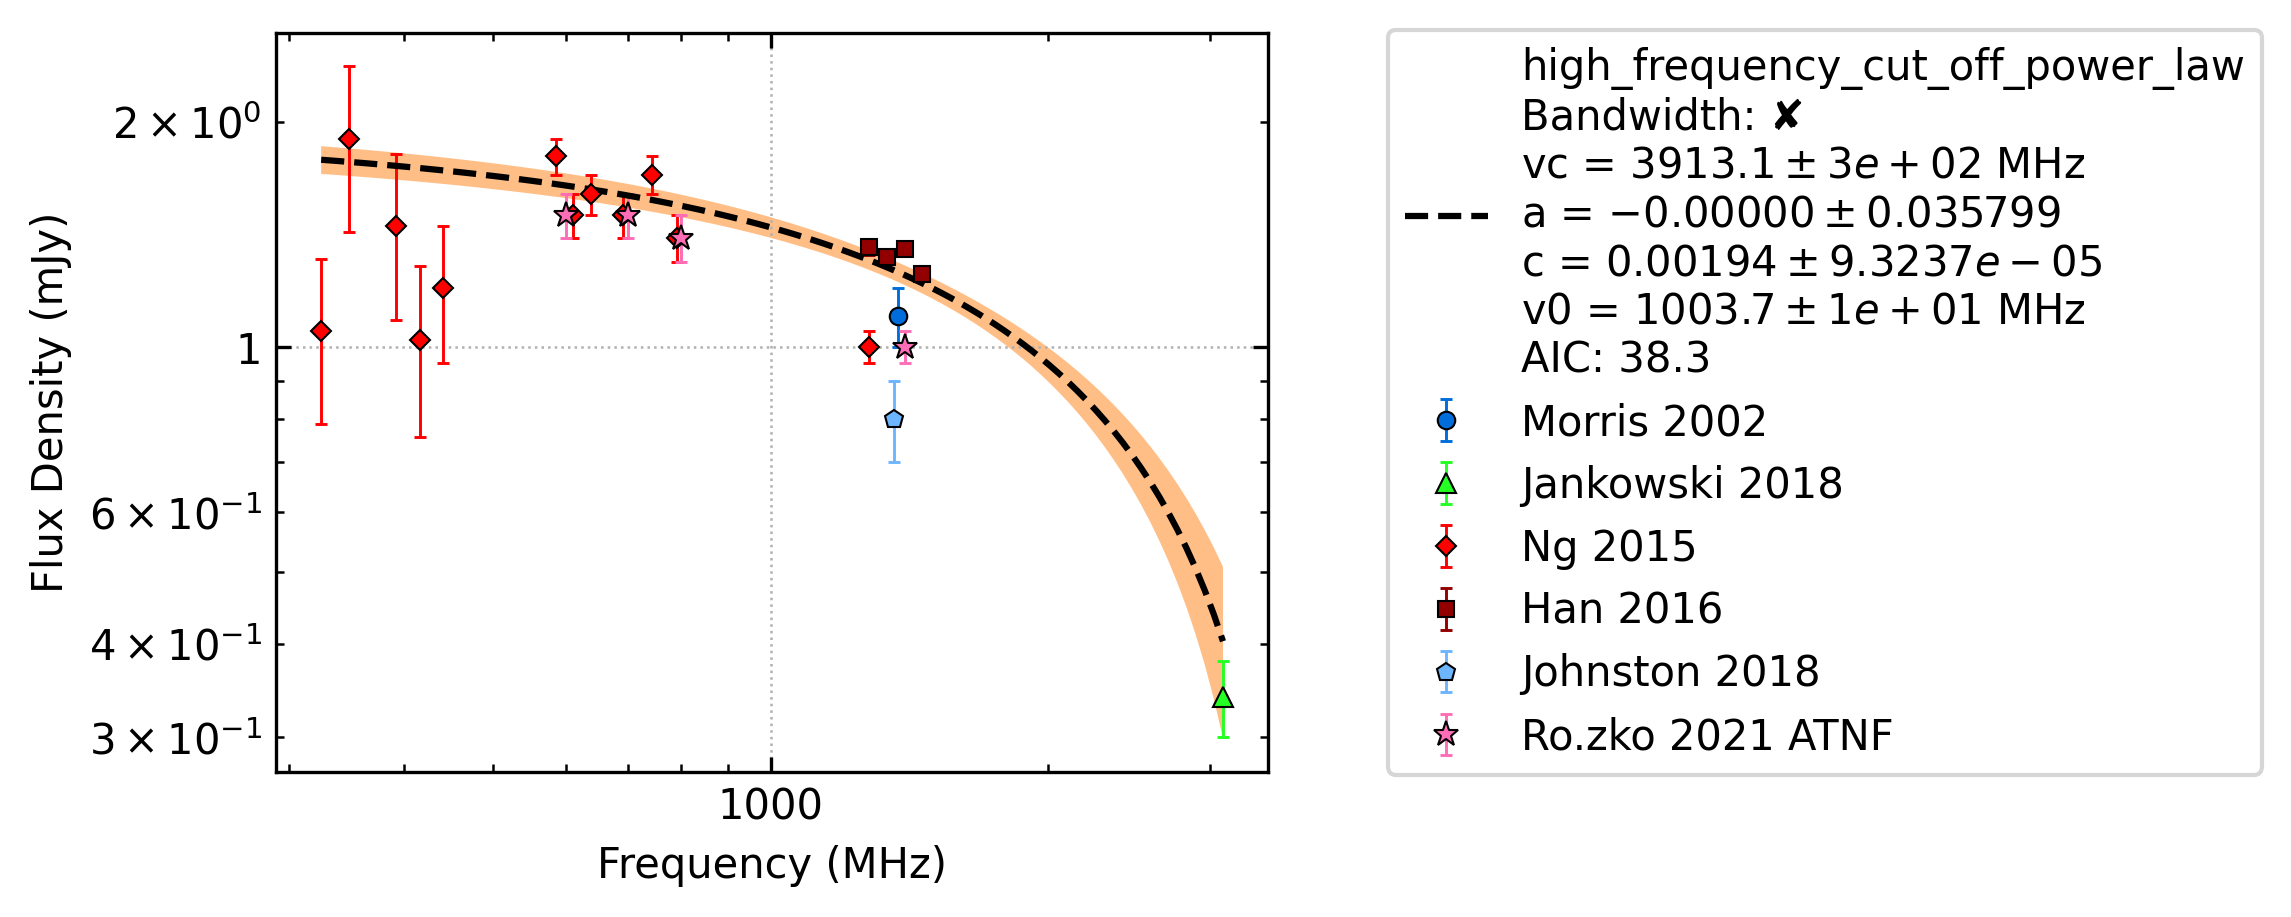 2 × 10⁰
1
6 × 10⁻¹
4 × 10⁻¹
3 × 10⁻¹
Flux Density (mJy)
1000
Frequency (MHz)
high_frequency_cut_off_power_law
Bandwidth: ✘
vc = 3913.1 ± 3e + 02 MHz
a = −0.00000 ± 0.035799
c = 0.00194 ± 9.3237e − 05
v0 = 1003.7 ± 1e + 01 MHz
AIC: 38.3
Morris 2002
Jankowski 2018
Ng 2015
Han 2016
Johnston 2018
Ro.zko 2021 ATNF